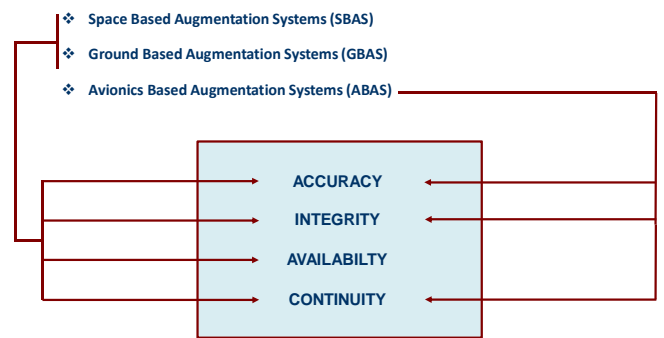 ❖ Space Based Augmentation Systems (SBAS)
❖ Ground Based Augmentation Systems (GBAS)
❖ Avionics Based Augmentation Systems (ABAS)
ACCURACY
INTEGRITY
AVAILABILTY
CONTINUITY